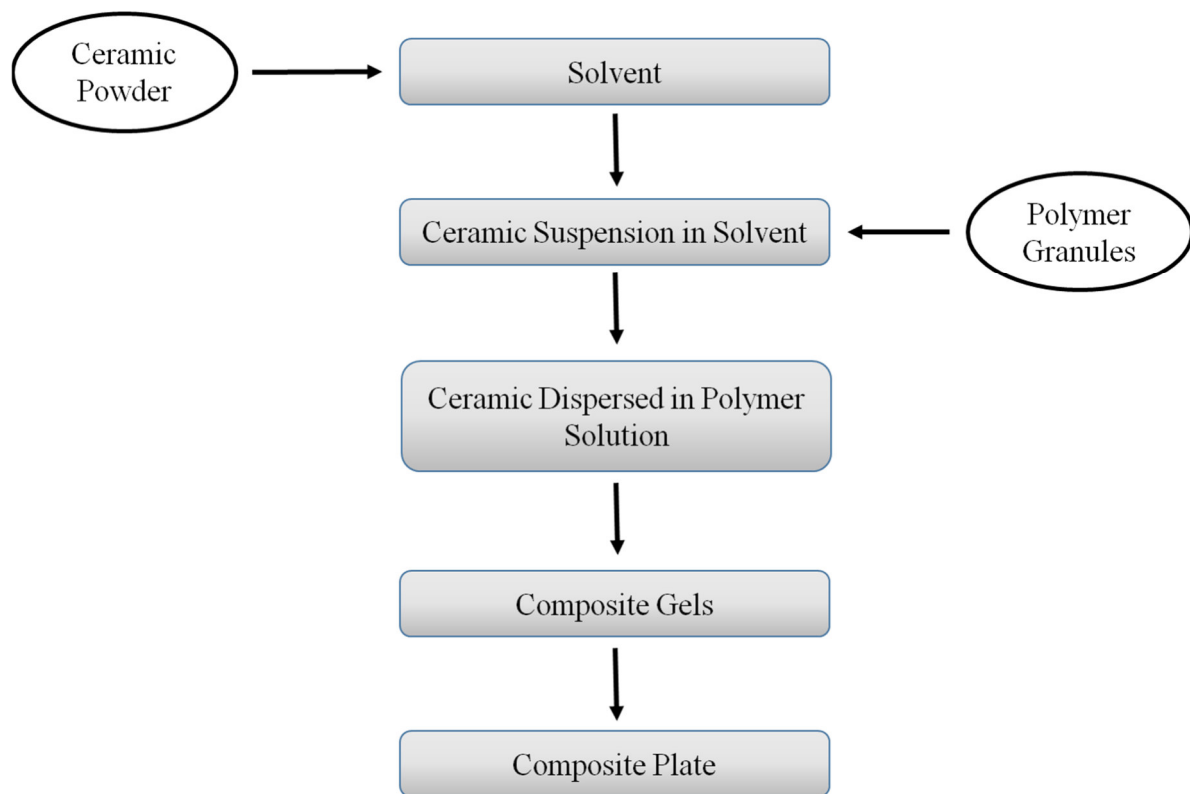 Ceramic
Powder
Solvent
Ceramic Suspension in Solvent
Polymer
Granules
Ceramic Dispersed in Polymer
Solution
Composite Gels
Composite Plate